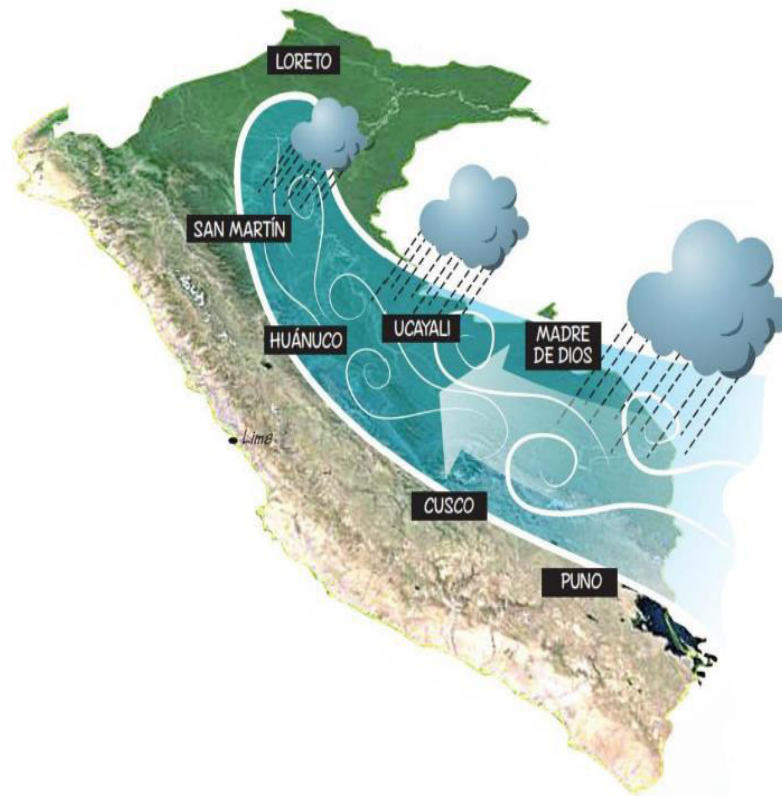 LORETO
SAN MARTÍN
HUÁNUCO
UCAYALI
MADRE
DE DIOS
Lima
CUSCO
PUNO